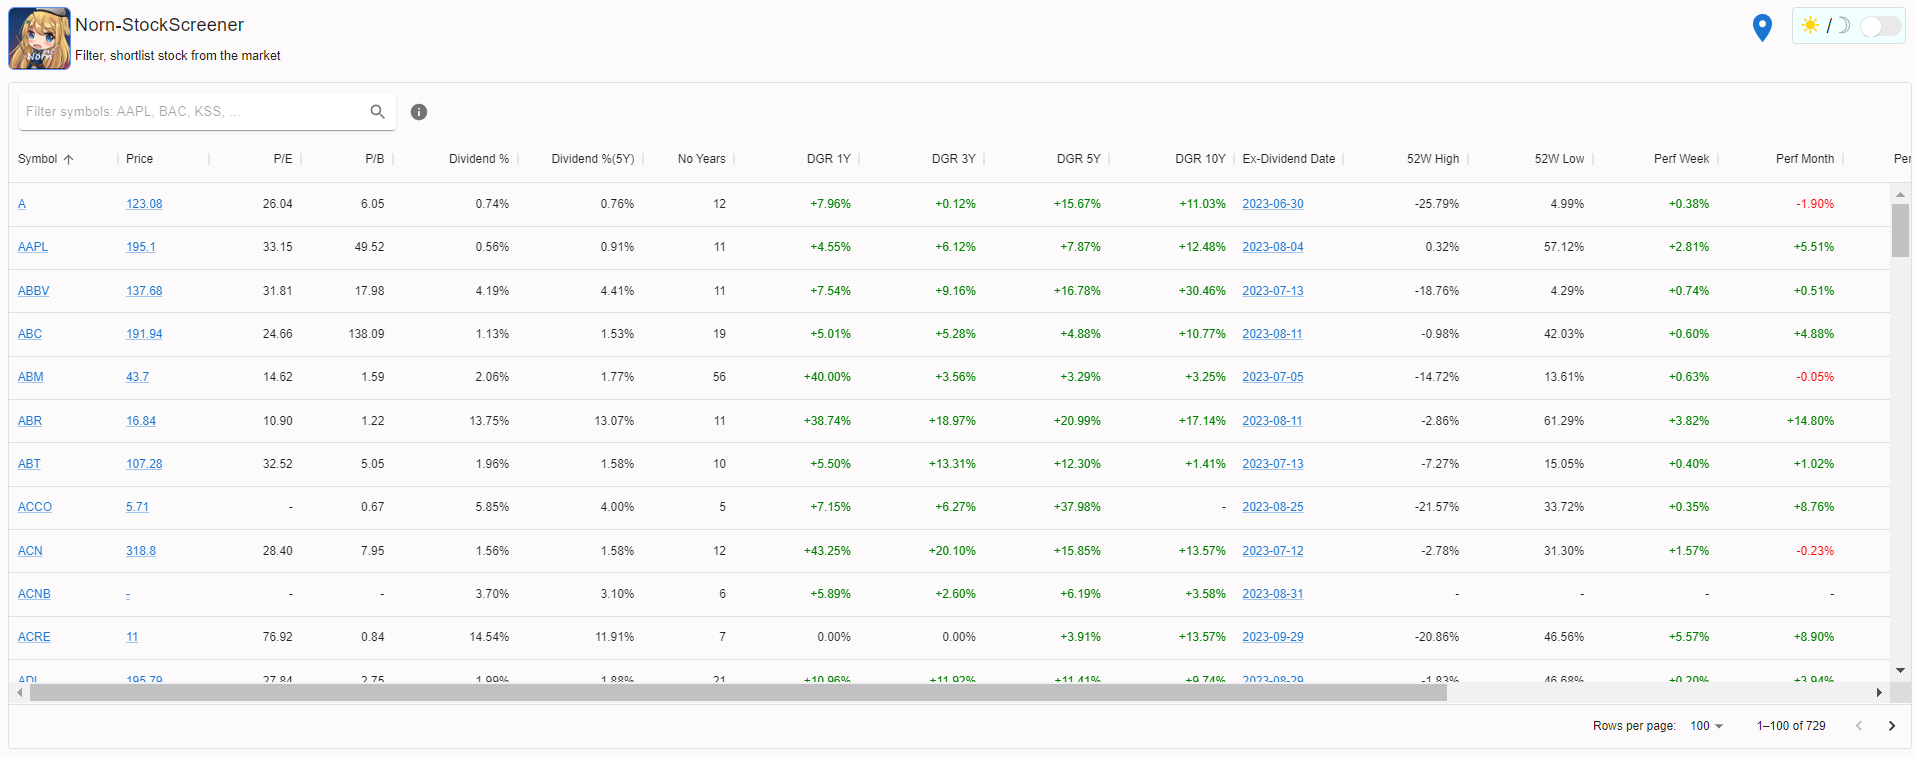 Norn-StockScreener
Filter, shortlist stock from the market
Norn
/
Filter symbols: AAPL, BAC, KSS, ...
Symbol Price P/E P/B Dividend % Dividend %(5Y) No Years DGR 1Y DGR 3Y DGR 5Y DGR 10Y Ex-Dividend Date 52W High 52W Low Perf Week Perf Month Per
A 123.08 26.04 6.05 0.74% 0.76% 12 +7.96% +0.12% +15.67% +11.03% 2023-06-30 -25.79% 4.99% +0.38% -1.90%
AAPL 195.1 33.15 49.52 0.56% 0.91% 11 +4.55% +6.12% +7.87% +12.48% 2023-08-04 0.32% 57.12% +2.81% +5.51%
ABBV 137.68 31.81 17.98 4.19% 4.41% 11 +7.54% +9.16% +16.78% +30.46% 2023-07-13 -18.76% 4.29% +0.74% +0.51%
ABC 191.94 24.66 138.09 1.13% 1.53% 19 +5.01% +5.28% +4.88% +10.77% 2023-08-11 -0.98% 42.03% +0.60% +4.88%
ABM 43.7 14.62 1.59 2.06% 1.77% 56 +40.00% +3.56% +3.29% +3.25% 2023-07-05 -14.72% 13.61% +0.63% -0.05%
ABR 16.84 10.90 1.22 13.75% 13.07% 11 +38.74% +18.97% +20.99% +17.14% 2023-08-11 -2.86% 61.29% +3.82% +14.80%
ABT 107.28 32.52 5.05 1.96% 1.58% 10 +5.50% +13.31% +12.30% +1.41% 2023-07-13 -7.27% 15.05% +0.40% +1.02%
ACCO 5.71 - 0.67 5.85% 4.00% 5 +7.15% +6.27% +37.98% - 2023-08-25 -21.57% 33.72% +0.35% +8.76%
ACN 318.8 28.40 7.95 1.56% 1.58% 12 +43.25% +20.10% +15.85% +13.57% 2023-07-12 -2.78% 31.30% +1.57% -0.23%
ACNB - - - 3.70% 3.10% 6 +5.89% +2.60% +6.19% +3.58% 2023-08-31 - - - -
ACRE 11 76.92 0.84 14.54% 11.91% 7 0.00% 0.00% +3.91% +13.57% 2023-09-29 -20.86% 46.56% +5.57% +8.90%
195.79 27.84 2.75 1.99% 1.88% 21 +10.96% +11.92% +11.41% +9.74% 2023-08-29 -1.83% 46.68% +0.20% +3.94%
Rows per page: 100 1–100 of 729